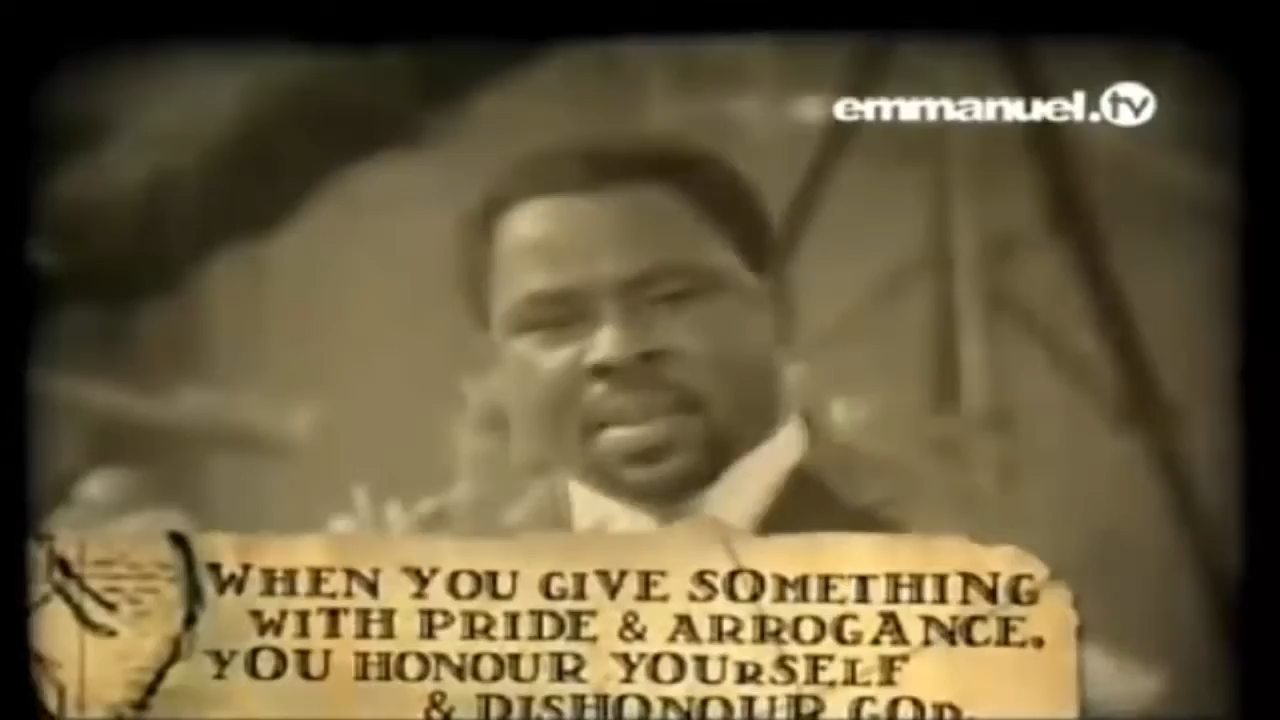 emmanuel.tv
WHEN YOU GIVE SOMETHING
WITH PRIDE & ARROGANCE,
YOU HONOUR YOURSELF
& DISHONOUR GOD.